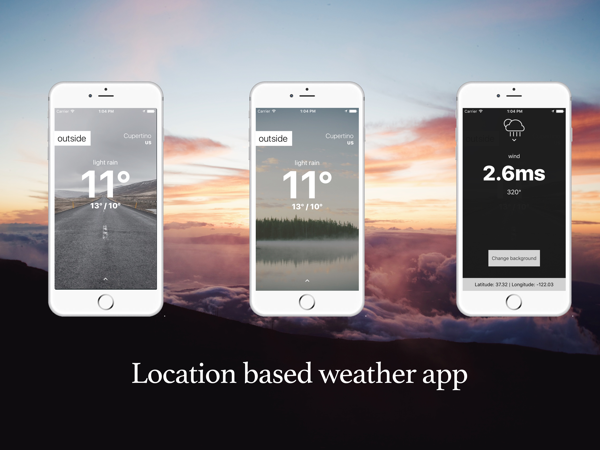 Carrier 1:04 PM
outside
Cupertino
US
light rain
11°
13° / 10°
Carrier 1:04 PM
outside
Cupertino
US
light rain
11°
13° / 10°
Carrier 1:04 PM
wind
2.6ms
320°
Change background
Latitude: 37.32 | Longitude: -122.03
Location based weather app